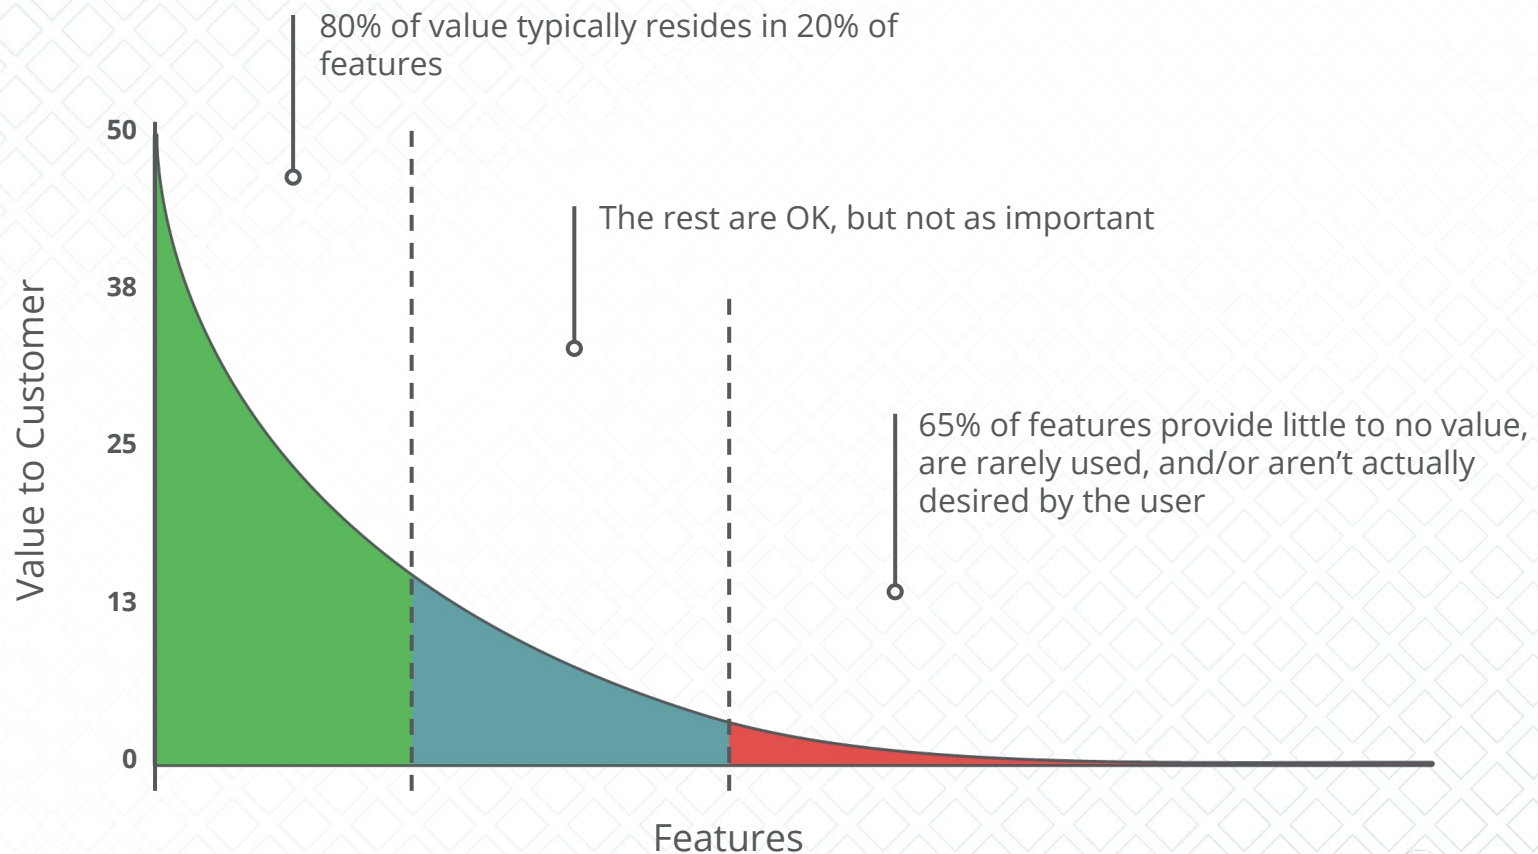 80% of value typically resides in 20% of
features
50
The rest are OK, but not as important
38
65% of features provide little to no value,
are rarely used, and/or aren’t actually
desired by the user
25
13
0
Value to Customer
Features